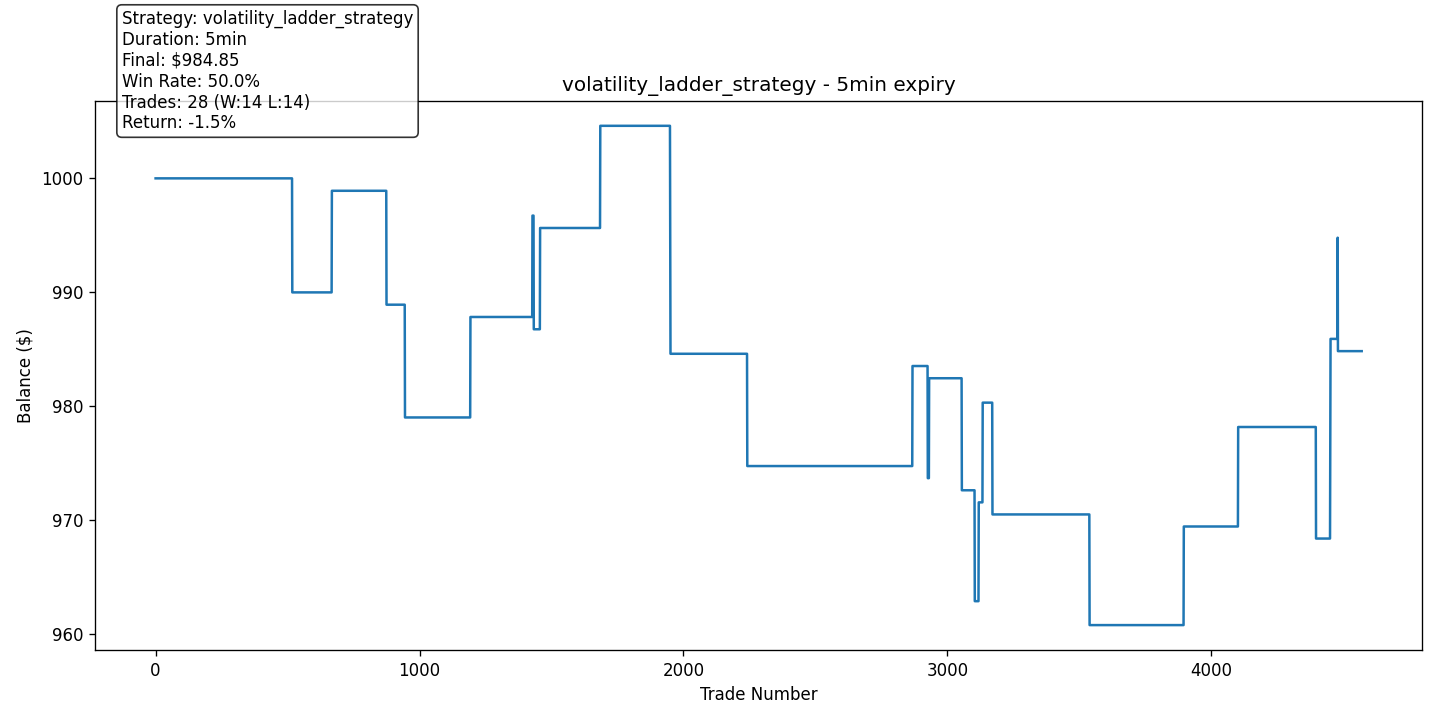 Strategy: volatility_ladder_strategy
Duration: 5min
Final: $984.85
Win Rate: 50.0%
Trades: 28 (W:14 L:14)
Return: -1.5%
volatility_ladder_strategy - 5min expiry
Balance ($)
1000
990
980
970
960
0
1000
2000
3000
4000
Trade Number